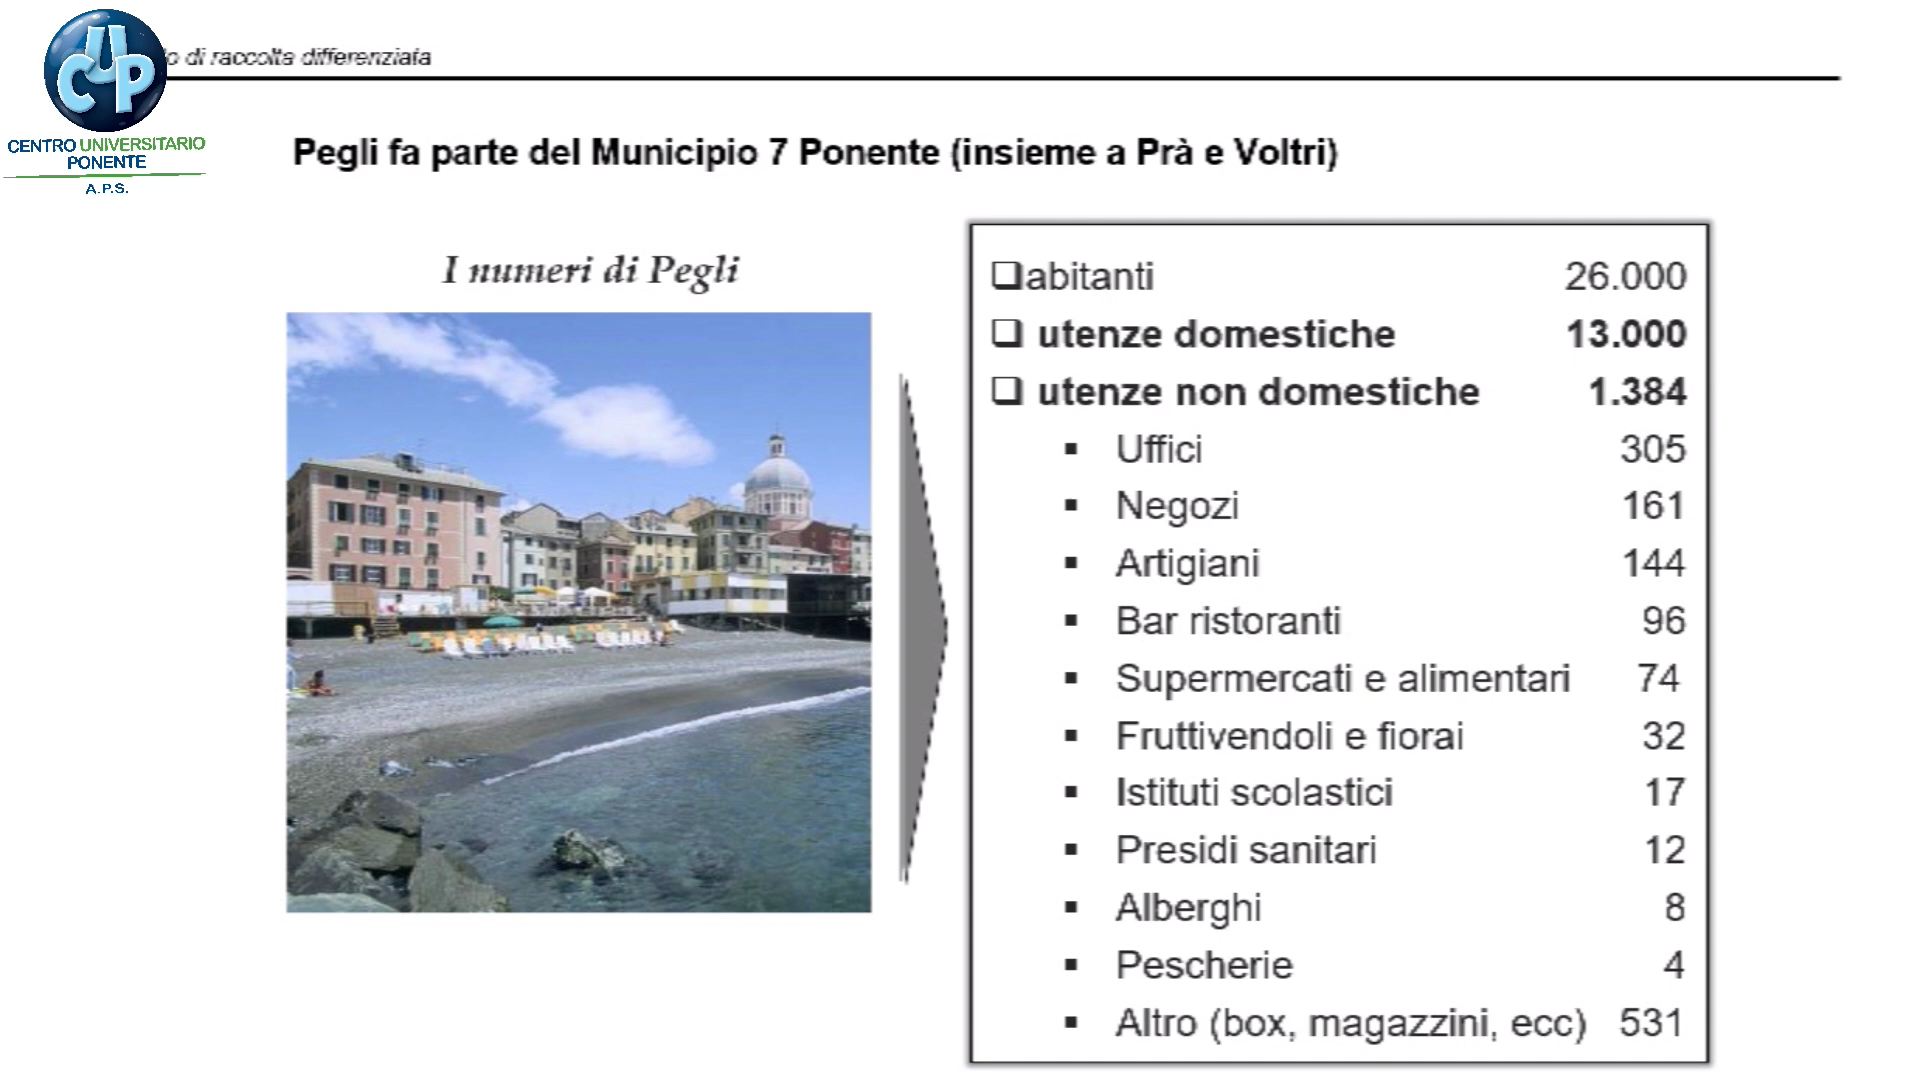 CUP
CENTRO UNIVERSITARIO
PONENTE
A.P.S.
di raccolta differenziata
Pegli fa parte del Municipio 7 Ponente (insieme a Prà e Voltri)
I numeri di Pegli
❑abitanti 26.000
❑ utenze domestiche 13.000
❑ utenze non domestiche 1.384
▪ Uffici 305
▪ Negozi 161
▪ Artigiani 144
▪ Bar ristoranti 96
▪ Supermercati e alimentari 74
▪ Fruttivendoli e fiorai 32
▪ Istituti scolastici 17
▪ Presidi sanitari 12
▪ Alberghi 8
▪ Pescherie 4
▪ Altro (box, magazzini, ecc) 531